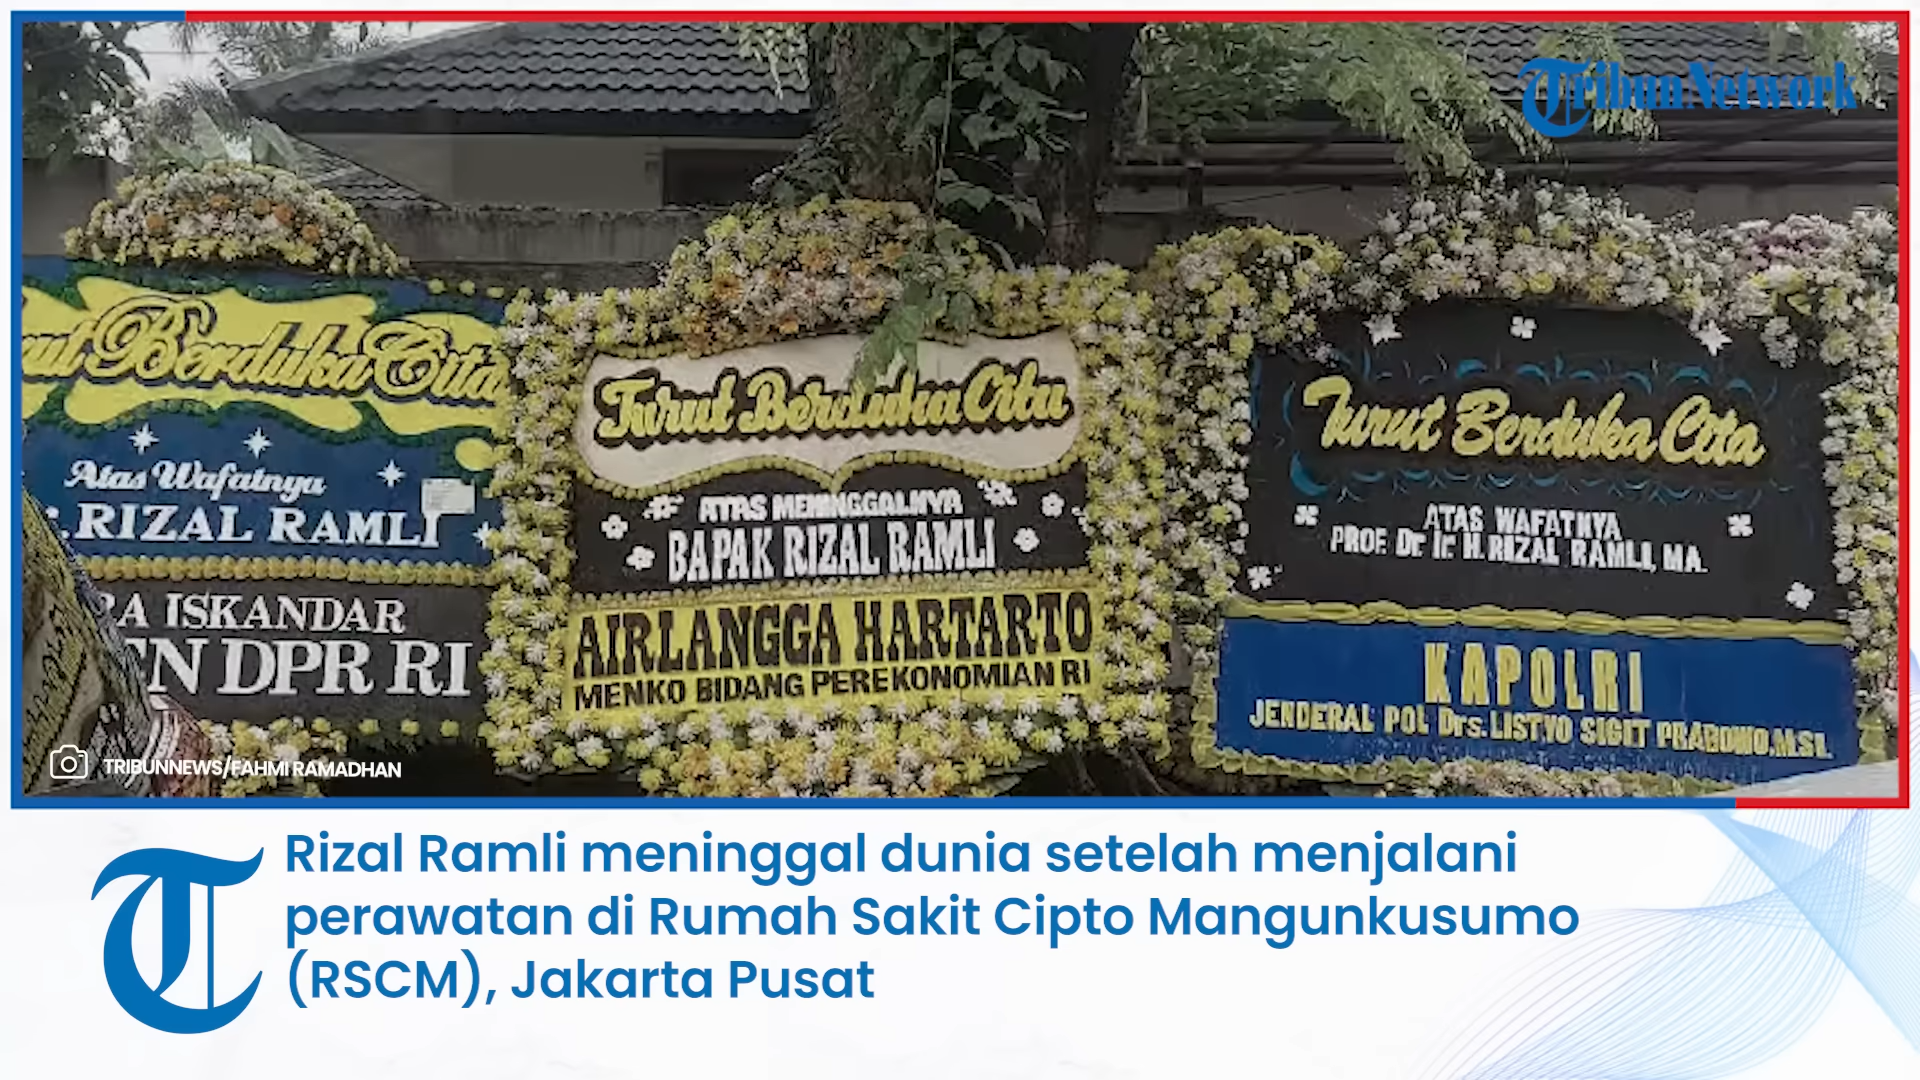 TribunNetwork
Berduka Cita
Atas Wafatnya
RIZAL RAMLI
RA ISKANDAR
EN DPR RI
Turut Berduka Cita
ATAS MENINGGALNYA
BAPAK RIZAL RAMLI
AIRLANGGA HARTARTO
MENKO BIDANG PEREKONOMIAN RI
Turut Berduka Cita
ATAS WAFATNYA
PROF. Dr Ir. H. RIZAL RAMLI, MA.
KAPOLRI
JENDERAL POL Drs. LISTYO SIGIT PRABOWO, M.SI.
TRIBUNNEWS/FAHMI RAMADHAN
Rizal Ramli meninggal dunia setelah menjalani
perawatan di Rumah Sakit Cipto Mangunkusumo
(RSCM), Jakarta Pusat